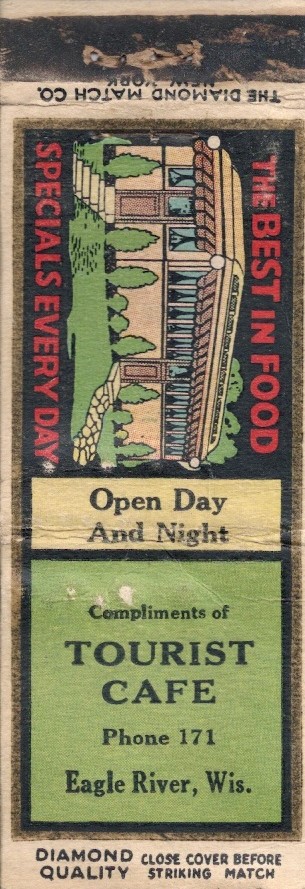 THE DIAMOND MATCH CO.
NEW YORK
THE BEST IN FOOD
SPECIALS EVERY DAY
Open Day
And Night
Compliments of
TOURIST
CAFE
Phone 171
Eagle River, Wis.
DIAMOND QUALITY
CLOSE COVER BEFORE
STRIKING MATCH